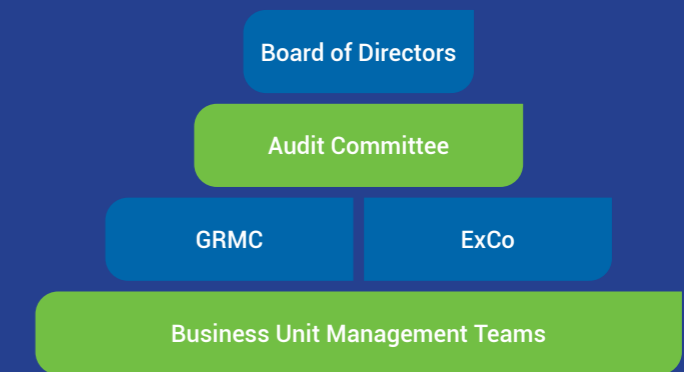 Board of Directors
Audit Committee
GRMC
ExCo
Business Unit Management Teams